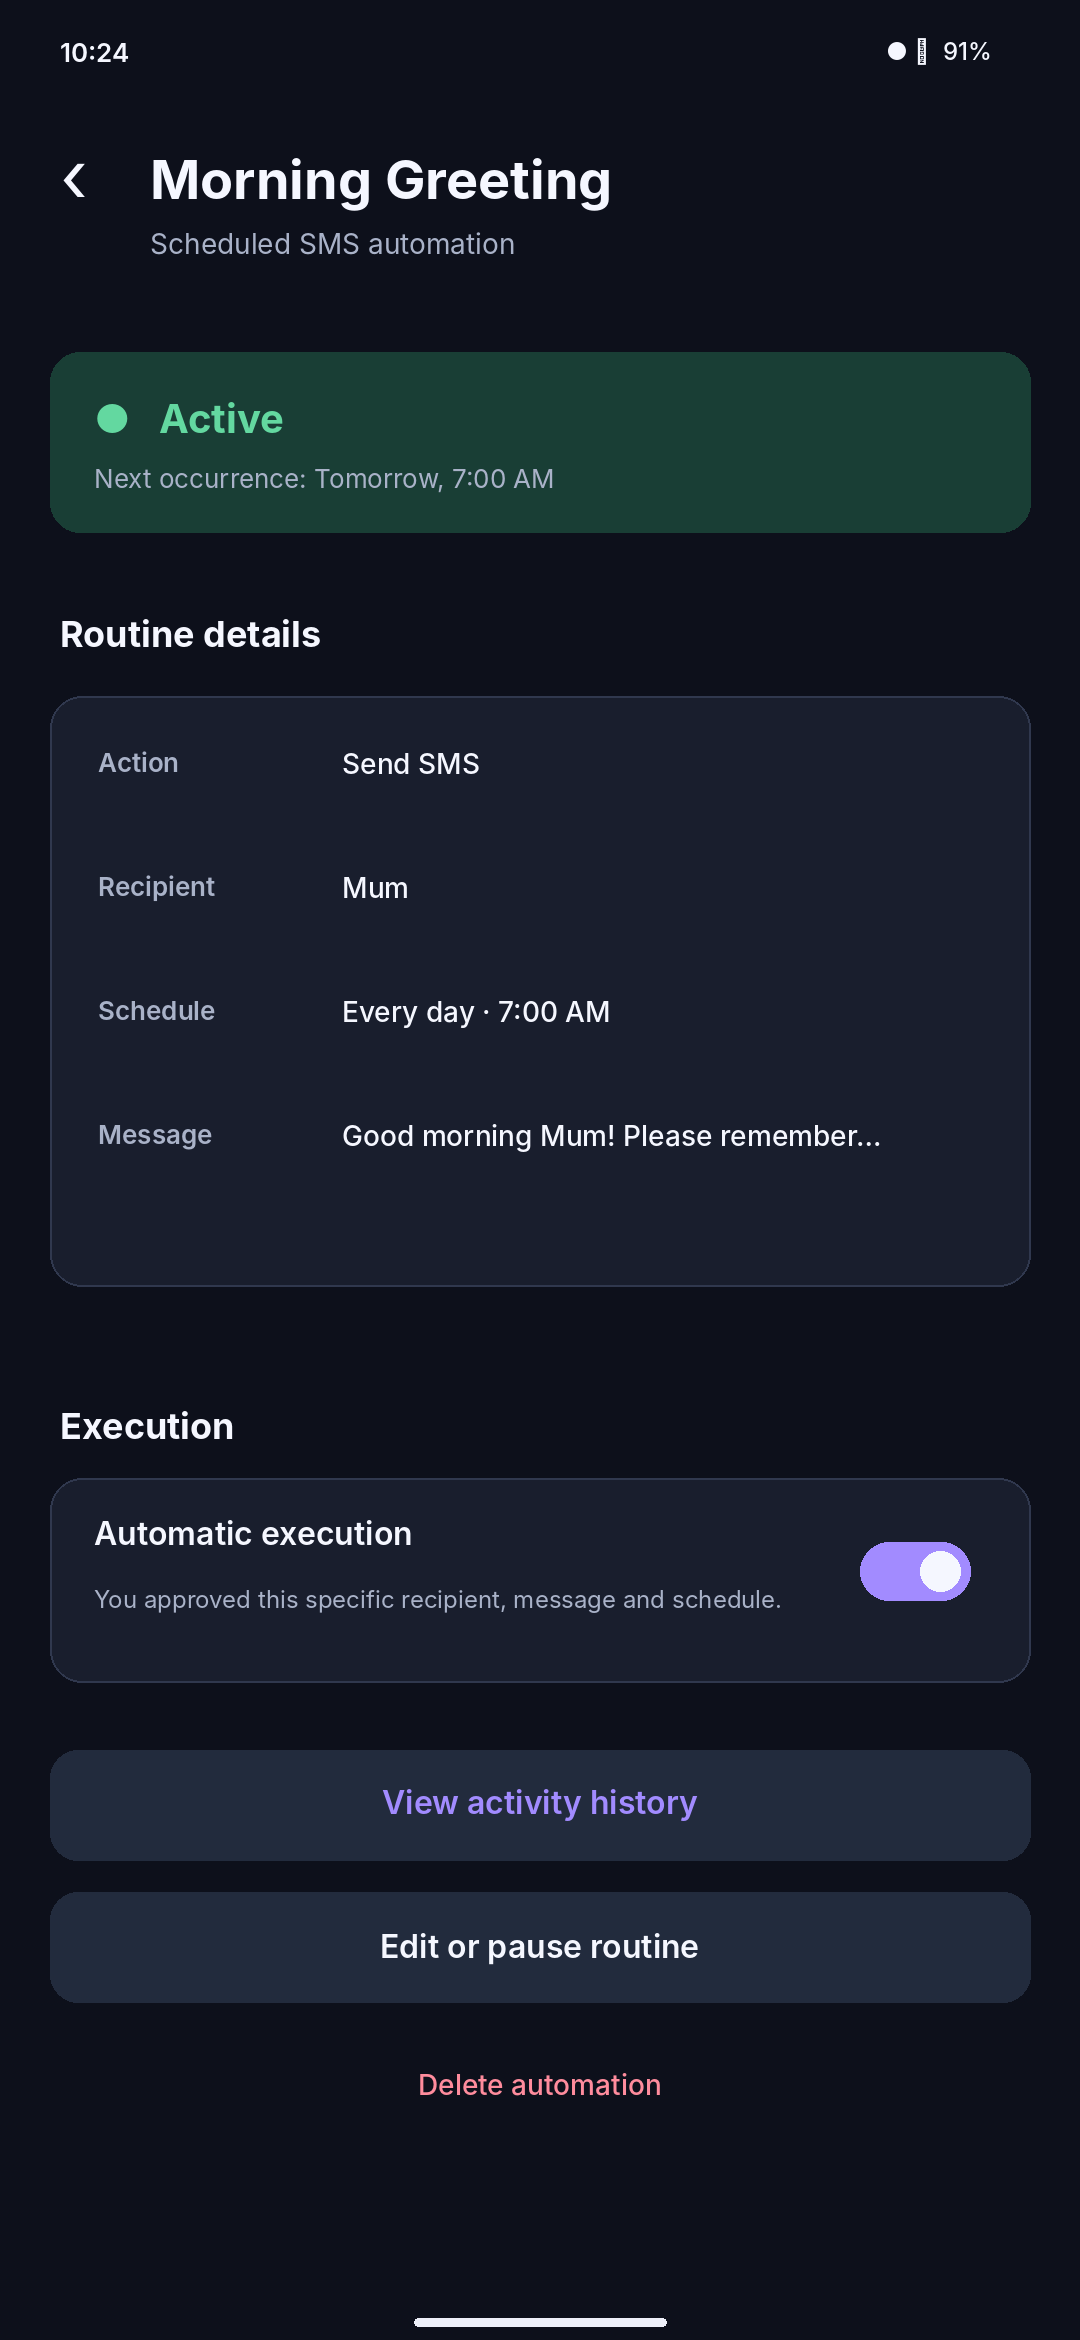 10:24
91%
Morning Greeting
Scheduled SMS automation
Active
Next occurrence: Tomorrow, 7:00 AM
Routine details
Action Send SMS
Recipient Mum
Schedule Every day · 7:00 AM
Message Good morning Mum! Please remember...
Execution
Automatic execution
You approved this specific recipient, message and schedule.
View activity history
Edit or pause routine
Delete automation